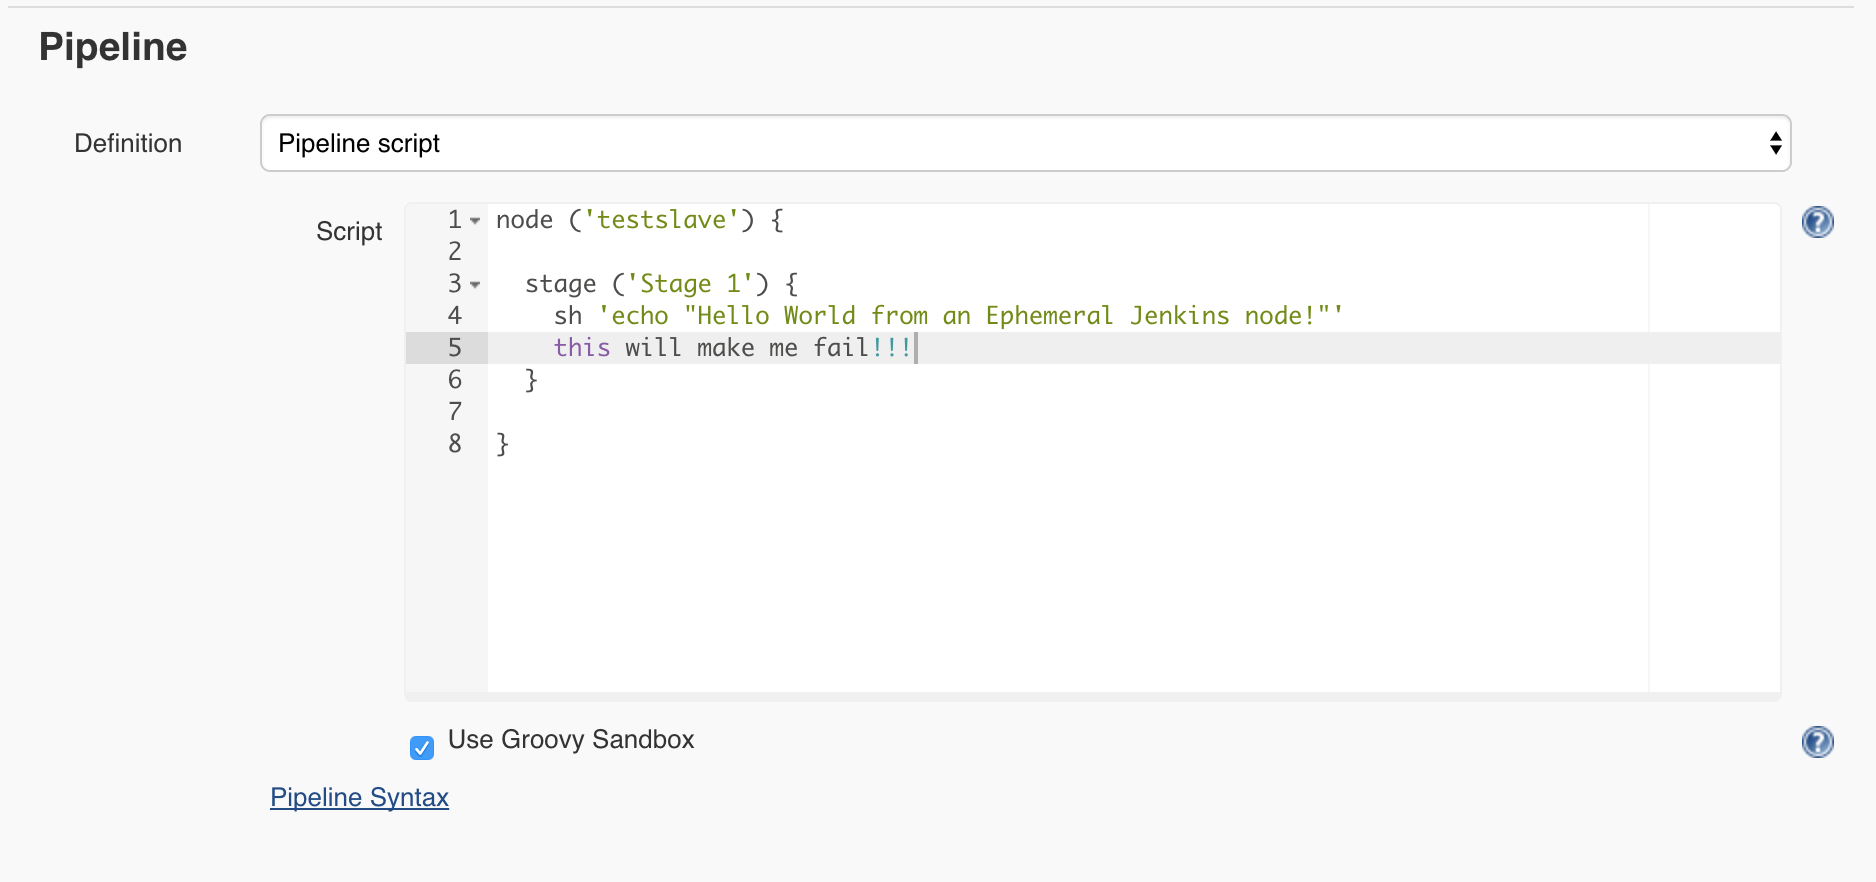 Pipeline
Definition
Pipeline script
Script
1 node ('testslave') {
2
3   stage ('Stage 1') {
4     sh 'echo "Hello World from an Ephemeral Jenkins node!"'
5     this will make me fail!!!
6   }
7
8 }
Use Groovy Sandbox
Pipeline Syntax